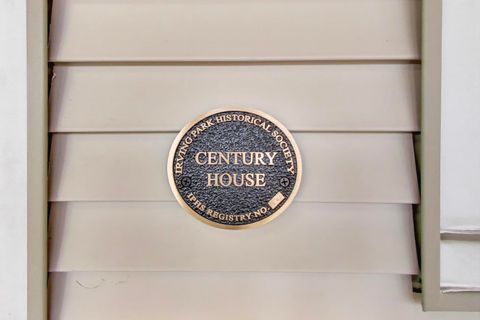 IRVING PARK HISTORICAL SOCIETY
CENTURY
HOUSE
IPHS REGISTRY NO.